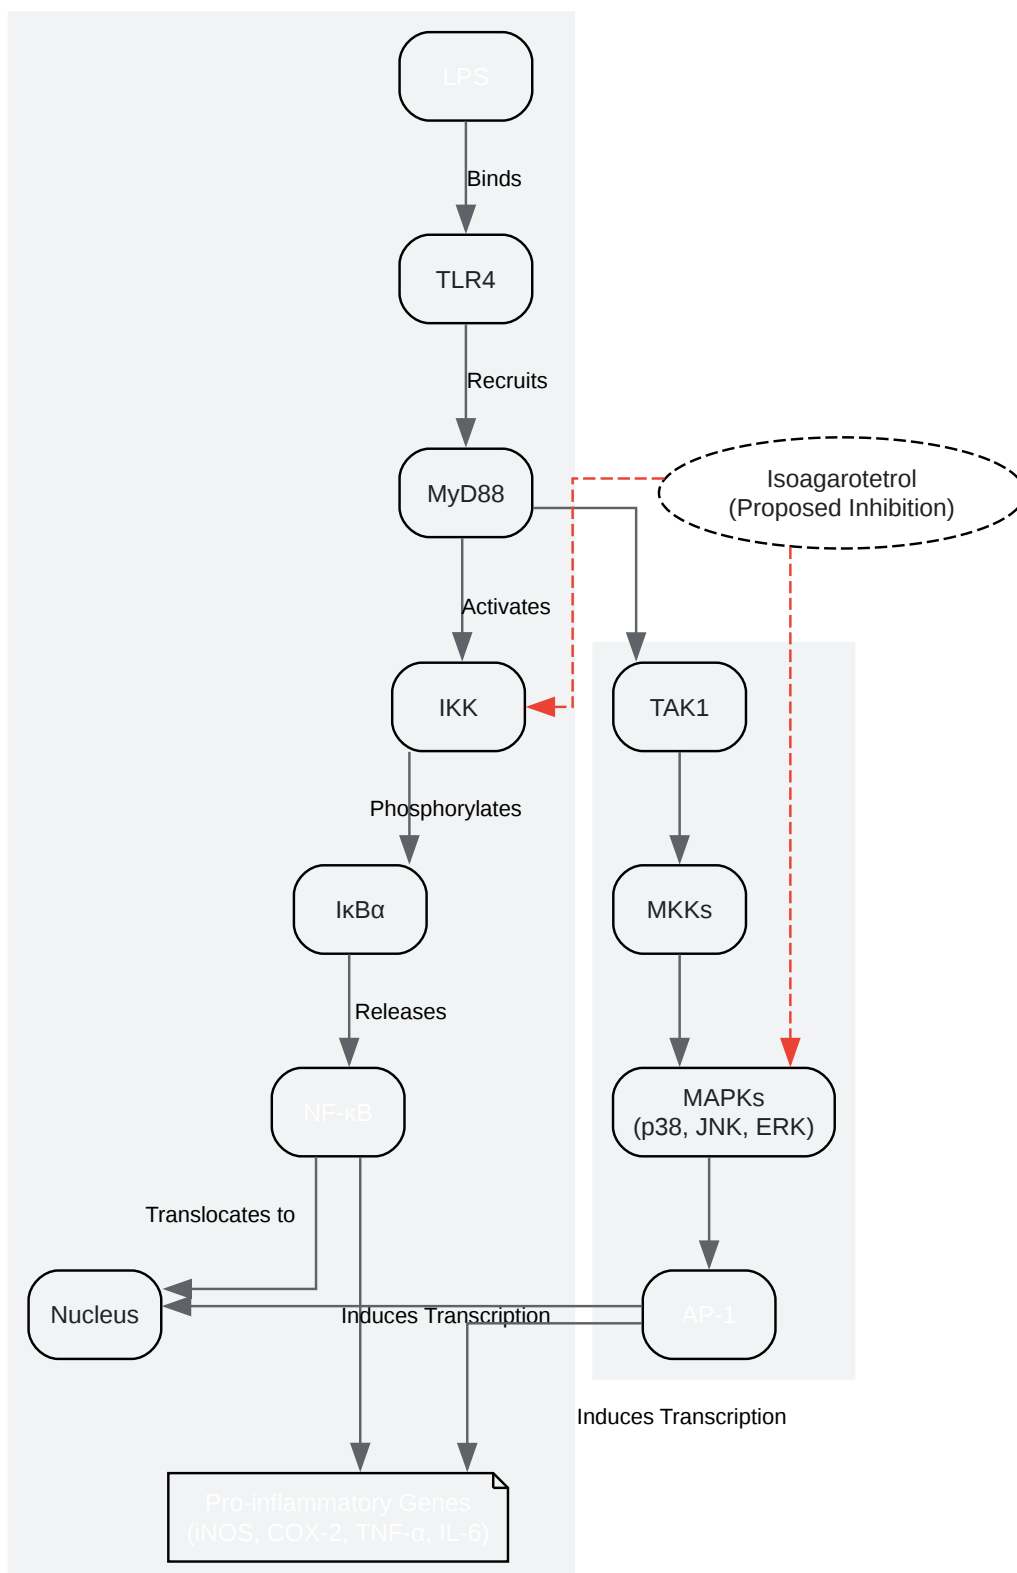 LPS
Binds
TLR4
Recruits
MyD88
Isoagarotetrol
(Proposed Inhibition)
Activates
IKK
TAK1
Phosphorylates
IκBα
MKKs
Releases
NF-κB
MAPKs
(p38, JNK, ERK)
Translocates to
Nucleus
Induces Transcription
AP-1
Induces Transcription
Pro-inflammatory Genes
(iNOS, COX-2, TNF-α, IL-6)